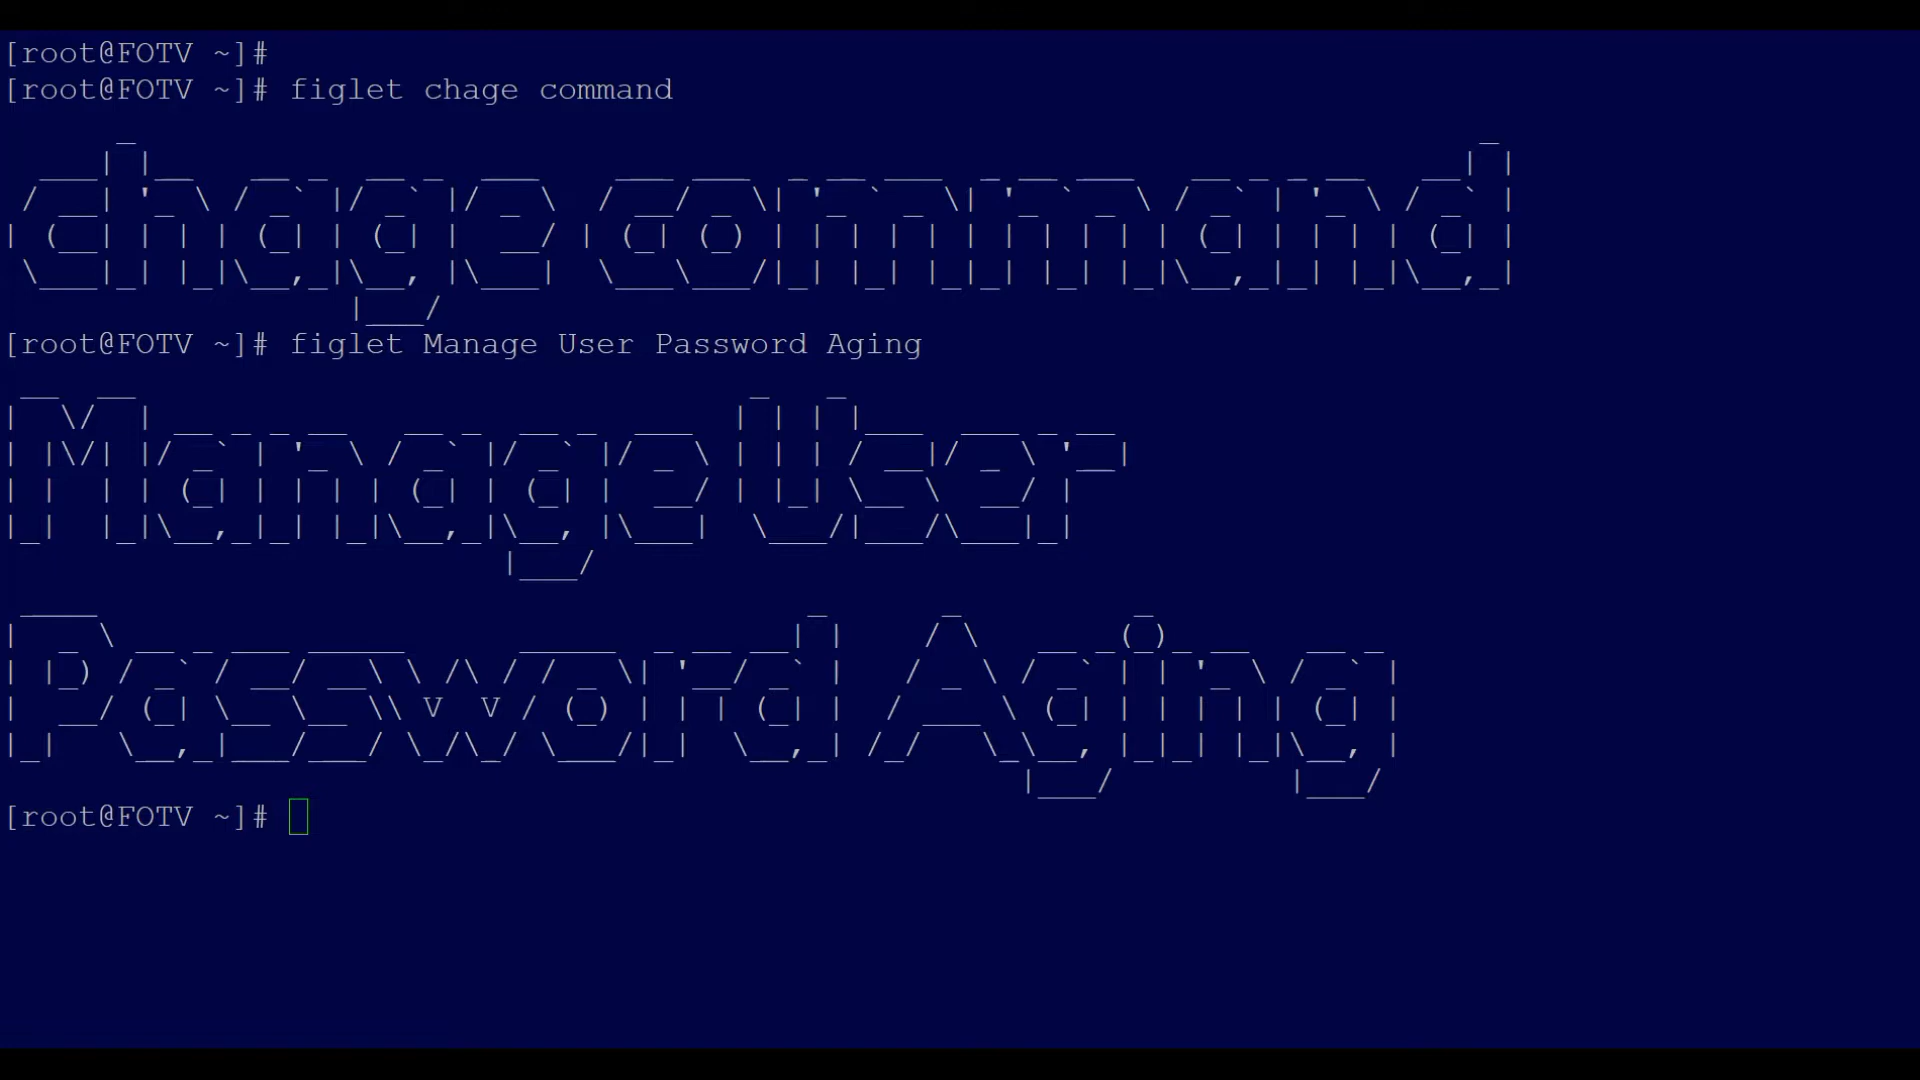 [root@FOTV ~]#
[root@FOTV ~]# figlet chage command
chage command
[root@FOTV ~]# figlet Manage User Password Aging
Manage User
Password Aging
[root@FOTV ~]#